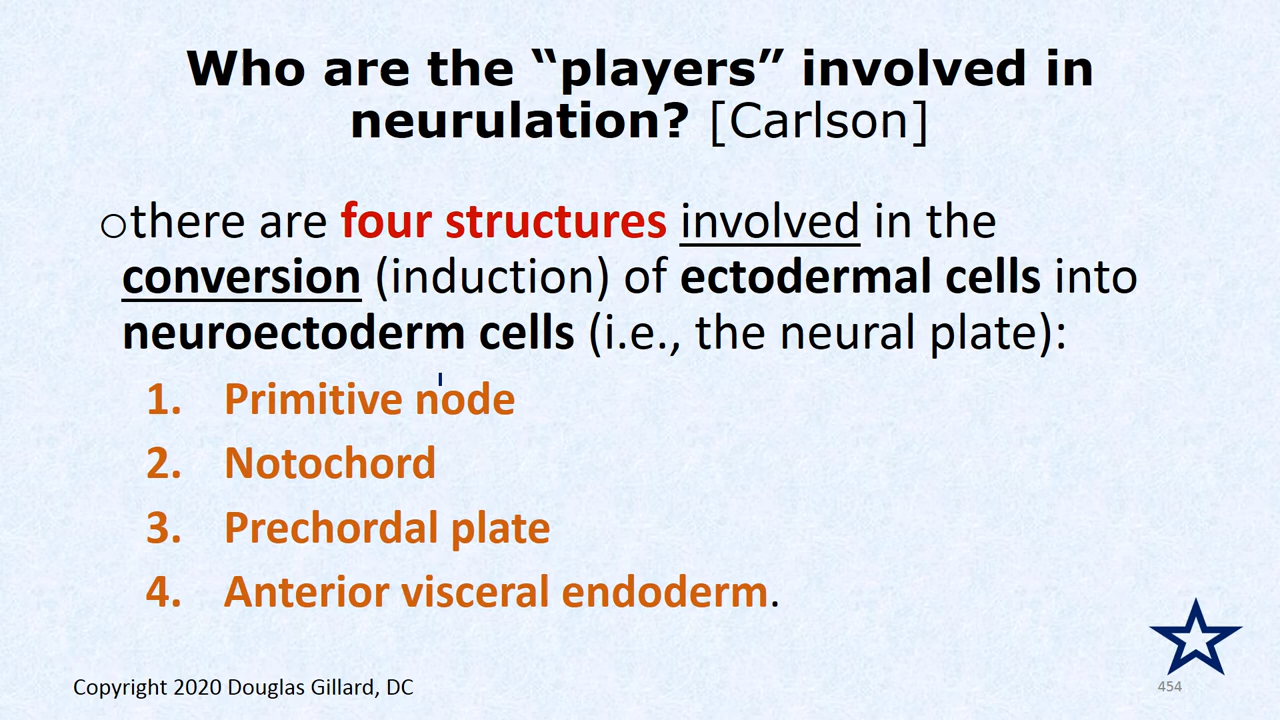 Who are the “players” involved in
neurulation? [Carlson]
○there are four structures involved in the
conversion (induction) of ectodermal cells into
neuroectoderm cells (i.e., the neural plate):
1. Primitive node
2. Notochord
3. Prechordal plate
4. Anterior visceral endoderm.
Copyright 2020 Douglas Gillard, DC
454